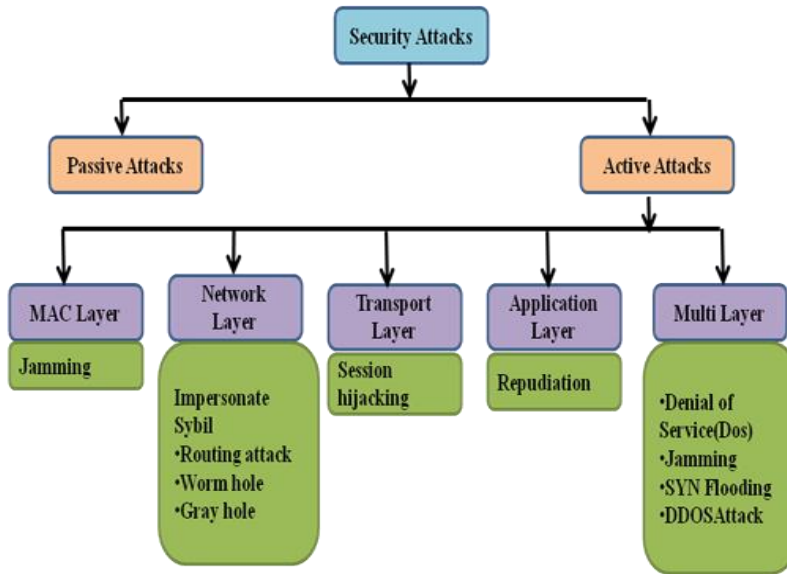 Security Attacks
Passive Attacks
Active Attacks
MAC Layer
Jamming
Network
Layer
Impersonate
Sybil
•Routing attack
•Worm hole
•Gray hole
Transport
Layer
Session
hijacking
Application
Layer
Repudiation
Multi Layer
•Denial of
Service(Dos)
•Jamming
•SYN Flooding
•DDOSAttack